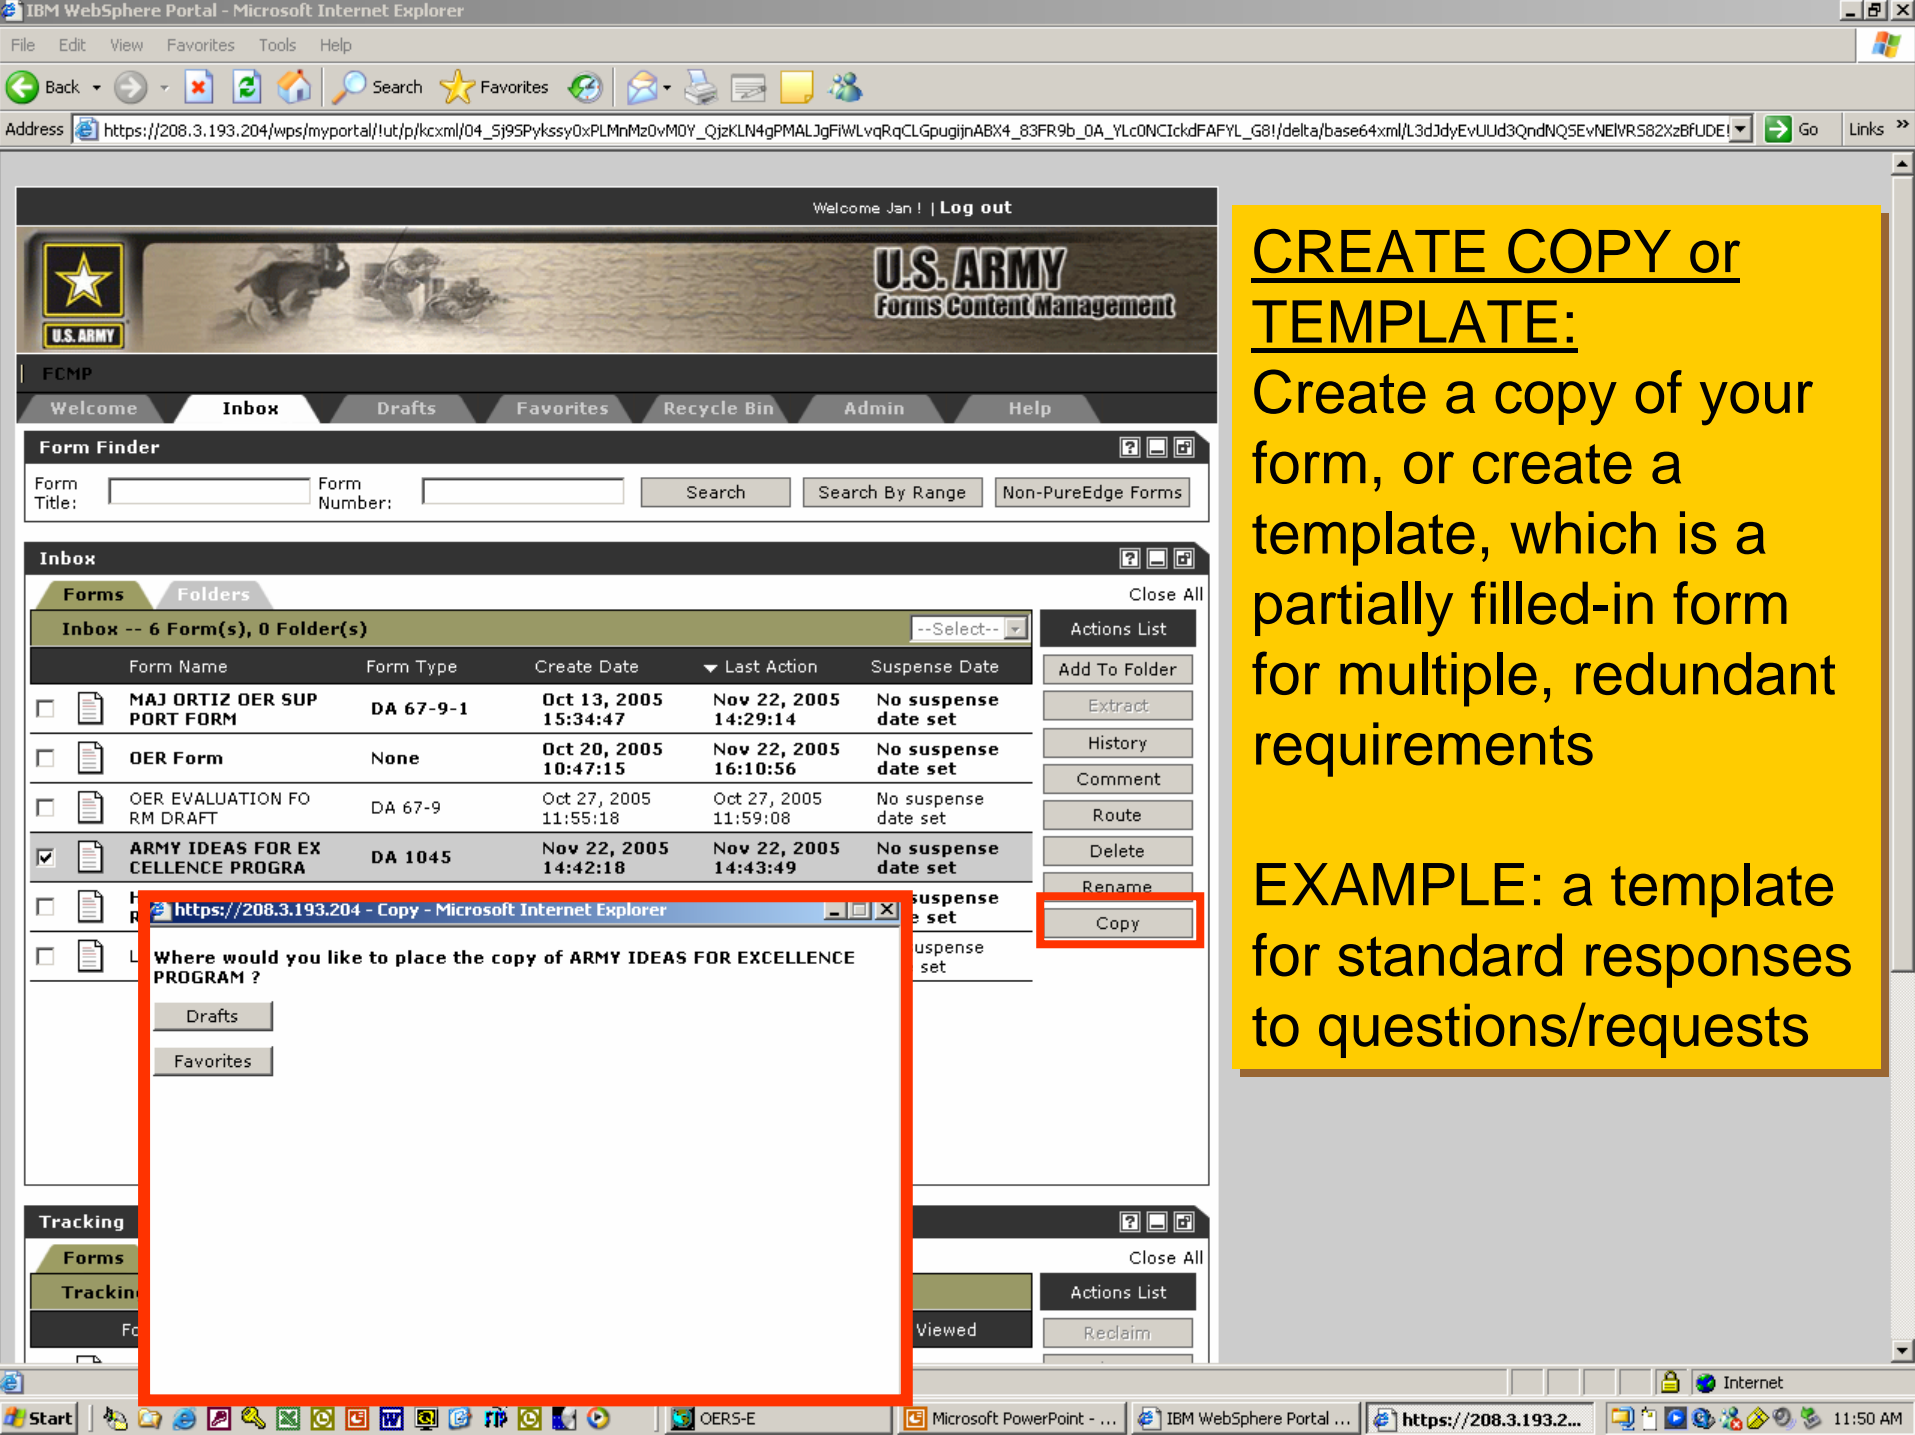 IBM WebSphere Portal - Microsoft Internet Explorer
File Edit View Favorites Tools Help
Back Search Favorites
Address https://208.3.193.204/wps/myportal/!ut/p/kcxml/ Go Links »
Welcome Jan ! | Log out
U.S. ARMY
U.S. ARMY
Forms Content Management
FCMP
Welcome Inbox Drafts Favorites Recycle Bin Admin Help
Form Finder
Form Title: Form Number: Search Search By Range Non-PureEdge Forms
Inbox
Forms Folders Close All
Inbox -- 6 Form(s), 0 Folder(s) --Select-- Actions List
Form Name Form Type Create Date Last Action Suspense Date Add To Folder
MAJ ORTIZ OER SUP Oct 13, 2005 Nov 22, 2005 No suspense
PORT FORM DA 67-9-1 15:34:47 14:29:14 date set
Extract
OER Form None Oct 20, 2005 Nov 22, 2005 No suspense
10:47:15 16:10:56 date set
History
Comment
OER EVALUATION FO Oct 27, 2005 Oct 27, 2005 No suspense
RM DRAFT DA 67-9 11:55:18 11:59:08 date set
Route
ARMY IDEAS FOR EX Nov 22, 2005 Nov 22, 2005 No suspense
CELLENCE PROGRA DA 1045 14:42:18 14:43:49 date set
Delete
Rename
Copy
H suspense
R e set
L uspense
set
https://208.3.193.204 - Copy - Microsoft Internet Explorer
Where would you like to place the copy of ARMY IDEAS FOR EXCELLENCE
PROGRAM ?
Drafts
Favorites
Tracking
Forms Close All
Trackin Actions List
Fo Viewed Reclaim
CREATE COPY or
TEMPLATE:
Create a copy of your
form, or create a
template, which is a
partially filled-in form
for multiple, redundant
requirements
EXAMPLE: a template
for standard responses
to questions/requests
Internet
Start OERS-E Microsoft PowerPoint - ... IBM WebSphere Portal ... https://208.3.193.2... 11:50 AM